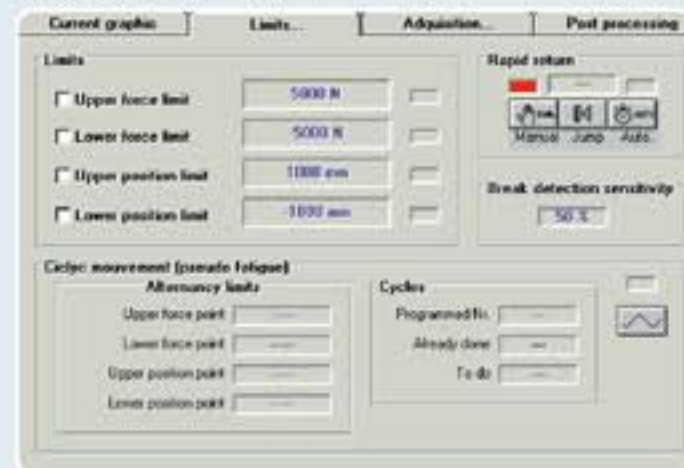 Current graphic
Limits...
Adquisition...
Post processing
Limits
Upper force limit 5000 N
Lower force limit 5000 N
Upper position limit 1000 mm
Lower position limit -1000 mm
Rapid return
Manual Jump Auto.
Break detection sensitivity
50 %
Ciclyc mouvement (pseudo fatigue)
Alternancy limits
Upper force point
Lower force point
Upper position point
Lower position point
Cycles
Programmed Nr.
Already done
To do